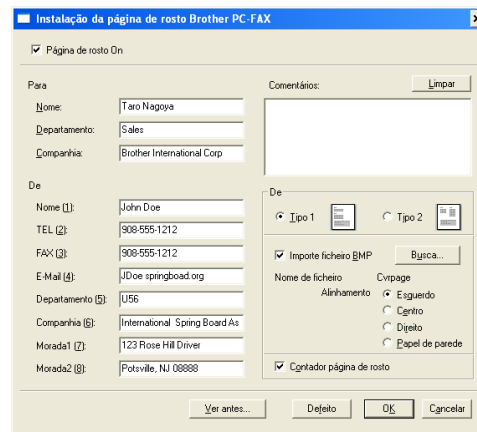 Instalação da página de rosto Brother PC-FAX
Página de rosto On
Para
Nome: Taro Nagoya
Departamento: Sales
Companhia: Brother International Corp
Comentários: Limpar
De
Nome (1): John Doe
TEL (2): 908-555-1212
FAX (3): 908-555-1212
E-Mail (4): JDoe springboad.org
Departamento (5): U56
Companhia (6): International Spring Board As
Morada1 (7): 123 Rose Hill Driver
Morada2 (8): Potsville, NJ 08888
De
Tipo 1 Tipo 2
Importe ficheiro BMP Busca...
Nome de ficheiro Cvrpage
Alinhamento Esguerdo
Centro
Direito
Papel de parede
Contador página de rosto
Ver antes... Defeito OK Cancelar